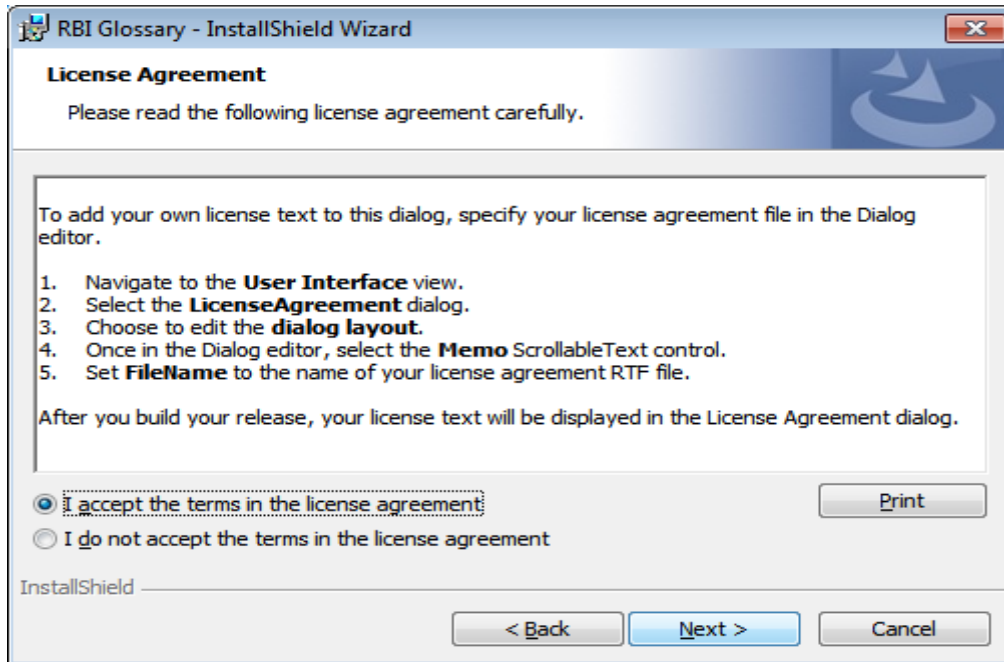 RBI Glossary - InstallShield Wizard
License Agreement
Please read the following license agreement carefully.
To add your own license text to this dialog, specify your license agreement file in the Dialog
editor.
1. Navigate to the User Interface view.
2. Select the LicenseAgreement dialog.
3. Choose to edit the dialog layout.
4. Once in the Dialog editor, select the Memo ScrollableText control.
5. Set FileName to the name of your license agreement RTF file.
After you build your release, your license text will be displayed in the License Agreement dialog.
I accept the terms in the license agreement
Print
I do not accept the terms in the license agreement
InstallShield
< Back
Next >
Cancel